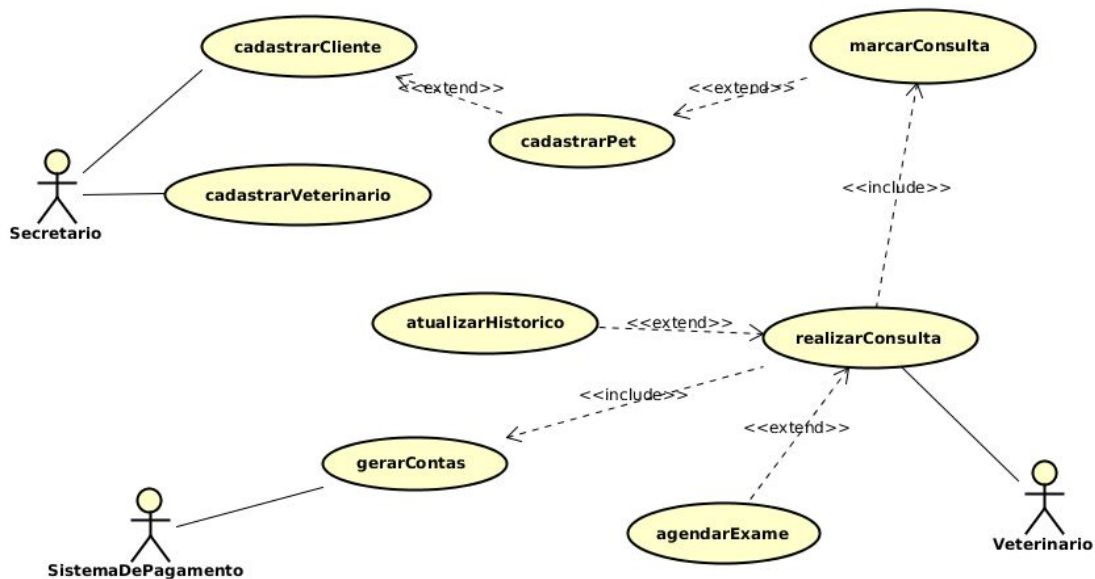 cadastrarCliente
marcarConsulta
<<extend>>
<<extend>>
cadastrarPet
cadastrarVeterinario
<<include>>
Secretario
atualizarHistorico
<<extend>>
realizarConsulta
<<include>>
<<extend>>
gerarContas
agendarExame
Veterinario
SistemaDePagamento